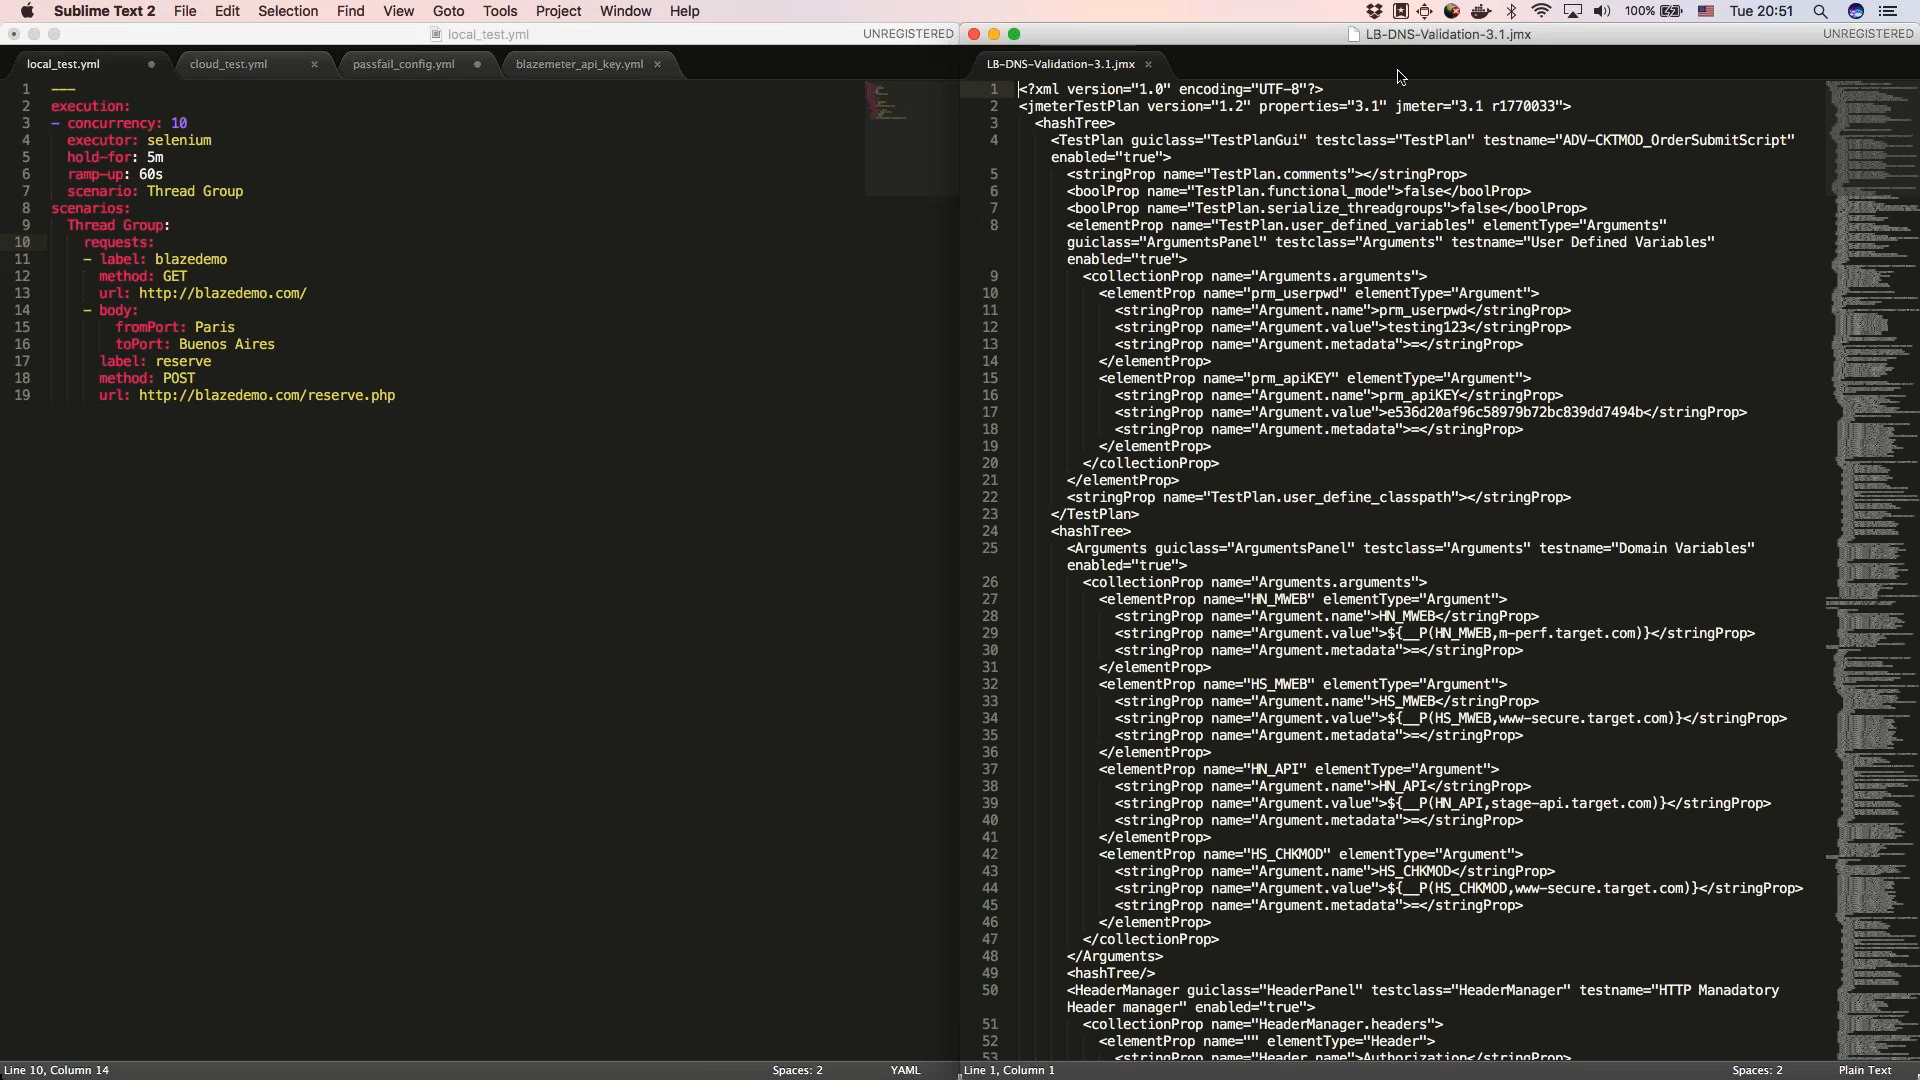 Sublime Text 2 File Edit Selection Find View Goto Tools Project Window Help 100% Tue 20:51
local_test.yml UNREGISTERED
local_test.yml cloud_test.yml × passfail_config.yml blazemeter_api_key.yml ×
1 ---
2 execution:
3 - concurrency: 10
4 executor: selenium
5 hold-for: 5m
6 ramp-up: 60s
7 scenario: Thread Group
8 scenarios:
9 Thread Group:
10 requests:
11 - label: blazedemo
12 method: GET
13 url: http://blazedemo.com/
14 - body:
15 fromPort: Paris
16 toPort: Buenos Aires
17 label: reserve
18 method: POST
19 url: http://blazedemo.com/reserve.php
Line 10, Column 14 Spaces: 2 YAML
LB-DNS-Validation-3.1.jmx UNREGISTERED
LB-DNS-Validation-3.1.jmx ×
1 <?xml version="1.0" encoding="UTF-8"?>
2 <jmeterTestPlan version="1.2" properties="3.1" jmeter="3.1 r1770033">
3 <hashTree>
4 <TestPlan guiclass="TestPlanGui" testclass="TestPlan" testname="ADV-CKTMOD_OrderSubmitScript"
enabled="true">
5 <stringProp name="TestPlan.comments"></stringProp>
6 <boolProp name="TestPlan.functional_mode">false</boolProp>
7 <boolProp name="TestPlan.serialize_threadgroups">false</boolProp>
8 <elementProp name="TestPlan.user_defined_variables" elementType="Arguments"
guiclass="ArgumentsPanel" testclass="Arguments" testname="User Defined Variables"
enabled="true">
9 <collectionProp name="Arguments.arguments">
10 <elementProp name="prm_userpwd" elementType="Argument">
11 <stringProp name="Argument.name">prm_userpwd</stringProp>
12 <stringProp name="Argument.value">testing123</stringProp>
13 <stringProp name="Argument.metadata">=</stringProp>
14 </elementProp>
15 <elementProp name="prm_apiKEY" elementType="Argument">
16 <stringProp name="Argument.name">prm_apiKEY</stringProp>
17 <stringProp name="Argument.value">e536d20af96c58979b72bc839dd7494b</stringProp>
18 <stringProp name="Argument.metadata">=</stringProp>
19 </elementProp>
20 </collectionProp>
21 </elementProp>
22 <stringProp name="TestPlan.user_define_classpath"></stringProp>
23 </TestPlan>
24 <hashTree>
25 <Arguments guiclass="ArgumentsPanel" testclass="Arguments" testname="Domain Variables"
enabled="true">
26 <collectionProp name="Arguments.arguments">
27 <elementProp name="HN_MWEB" elementType="Argument">
28 <stringProp name="Argument.name">HN_MWEB</stringProp>
29 <stringProp name="Argument.value">${__P(HN_MWEB,m-perf.target.com)}</stringProp>
30 <stringProp name="Argument.metadata">=</stringProp>
31 </elementProp>
32 <elementProp name="HS_MWEB" elementType="Argument">
33 <stringProp name="Argument.name">HS_MWEB</stringProp>
34 <stringProp name="Argument.value">${__P(HS_MWEB,www-secure.target.com)}</stringProp>
35 <stringProp name="Argument.metadata">=</stringProp>
36 </elementProp>
37 <elementProp name="HN_API" elementType="Argument">
38 <stringProp name="Argument.name">HN_API</stringProp>
39 <stringProp name="Argument.value">${__P(HN_API,stage-api.target.com)}</stringProp>
40 <stringProp name="Argument.metadata">=</stringProp>
41 </elementProp>
42 <elementProp name="HS_CHKMOD" elementType="Argument">
43 <stringProp name="Argument.name">HS_CHKMOD</stringProp>
44 <stringProp name="Argument.value">${__P(HS_CHKMOD,www-secure.target.com)}</stringProp>
45 <stringProp name="Argument.metadata">=</stringProp>
46 </elementProp>
47 </collectionProp>
48 </Arguments>
49 <hashTree/>
50 <HeaderManager guiclass="HeaderPanel" testclass="HeaderManager" testname="HTTP Manadatory
Header manager" enabled="true">
51 <collectionProp name="HeaderManager.headers">
52 <elementProp name="" elementType="Header">
53 <stringProp name="Header.name">Authorization</stringProp>
Line 1, Column 1 Spaces: 2 Plain Text